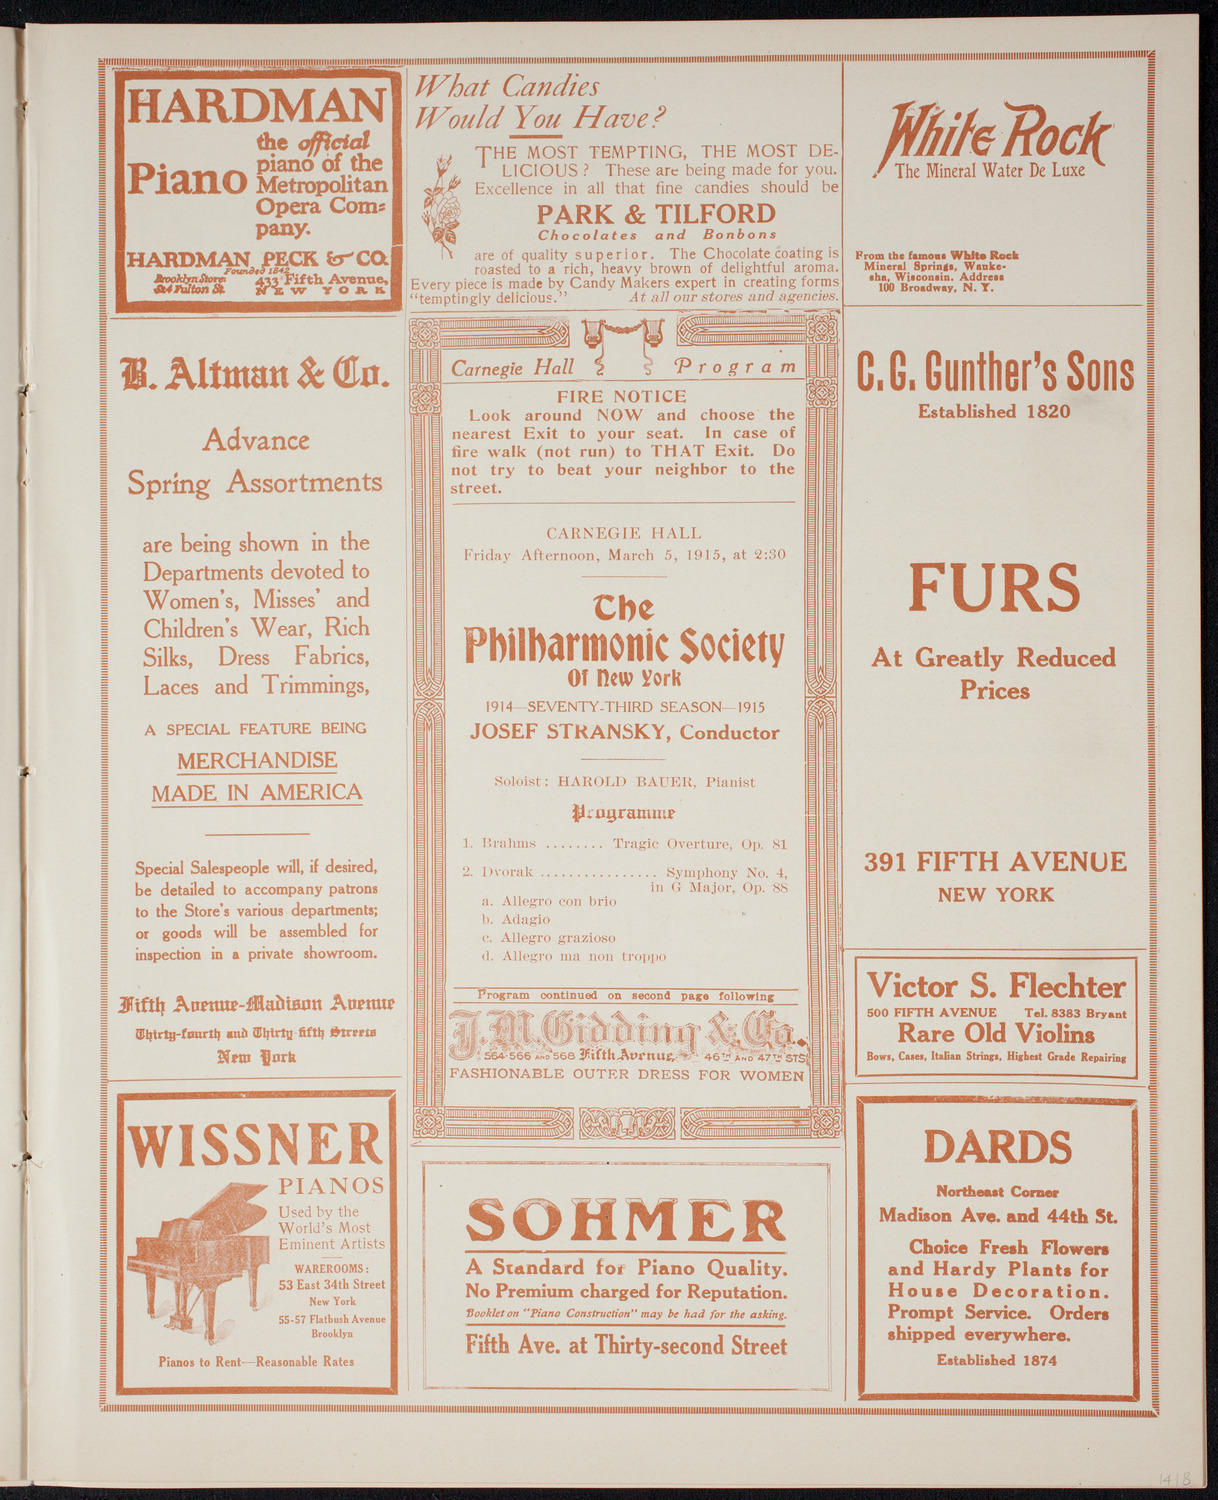 HARDMAN
Piano
the official
piano of the
Metropolitan
Opera Com=
pany.
HARDMAN, PECK & CO.
Founded 1842
Brooklyn Store:
524 Fulton St.
433 Fifth Avenue,
NEW YORK
B. Altman & Co.
Advance
Spring Assortments
are being shown in the
Departments devoted to
Women's, Misses' and
Children's Wear, Rich
Silks, Dress Fabrics,
Laces and Trimmings,
A SPECIAL FEATURE BEING
MERCHANDISE
MADE IN AMERICA
Special Salespeople will, if desired,
be detailed to accompany patrons
to the Store's various departments;
or goods will be assembled for
inspection in a private showroom.
Fifth Avenue-Madison Avenue
Thirty-fourth and Thirty-fifth Streets
New York
WISSNER
PIANOS
Used by the
World's Most
Eminent Artists
WAREROOMS:
53 East 34th Street
New York
55-57 Flatbush Avenue
Brooklyn
Pianos to Rent—Reasonable Rates
What Candies
Would You Have?
THE MOST TEMPTING, THE MOST DE-
LICIOUS? These are being made for you.
Excellence in all that fine candies should be
PARK & TILFORD
Chocolates and Bonbons
are of quality superior. The Chocolate coating is
roasted to a rich, heavy brown of delightful aroma.
Every piece is made by Candy Makers expert in creating forms
"temptingly delicious." At all our stores and agencies.
Carnegie Hall Program
FIRE NOTICE
Look around NOW and choose the
nearest Exit to your seat. In case of
fire walk (not run) to THAT Exit. Do
not try to beat your neighbor to the
street.
CARNEGIE HALL
Friday Afternoon, March 5, 1915, at 2:30
The
Philharmonic Society
Of New York
1914—SEVENTY-THIRD SEASON—1915
JOSEF STRANSKY, Conductor
Soloist: HAROLD BAUER, Pianist
Programme
1. Brahms ........ Tragic Overture, Op. 81
2. Dvorak ................ Symphony No. 4,
in G Major, Op. 88
a. Allegro con brio
b. Adagio
c. Allegro grazioso
d. Allegro ma non troppo
Program continued on second page following
J.M. Gidding & Co.
564-566 AND 568 Fifth Avenue, 46TH AND 47TH STS
FASHIONABLE OUTER DRESS FOR WOMEN
SOHMER
A Standard for Piano Quality.
No Premium charged for Reputation.
Booklet on "Piano Construction" may be had for the asking.
Fifth Ave. at Thirty-second Street
White Rock
The Mineral Water De Luxe
From the famous White Rock
Mineral Springs, Wauke-
sha, Wisconsin. Address
100 Broadway, N. Y.
C. G. Gunther's Sons
Established 1820
FURS
At Greatly Reduced
Prices
391 FIFTH AVENUE
NEW YORK
Victor S. Flechter
500 FIFTH AVENUE Tel. 8383 Bryant
Rare Old Violins
Bows, Cases, Italian Strings, Highest Grade Repairing
DARDS
Northeast Corner
Madison Ave. and 44th St.
Choice Fresh Flowers
and Hardy Plants for
House Decoration.
Prompt Service. Orders
shipped everywhere.
Established 1874
1418